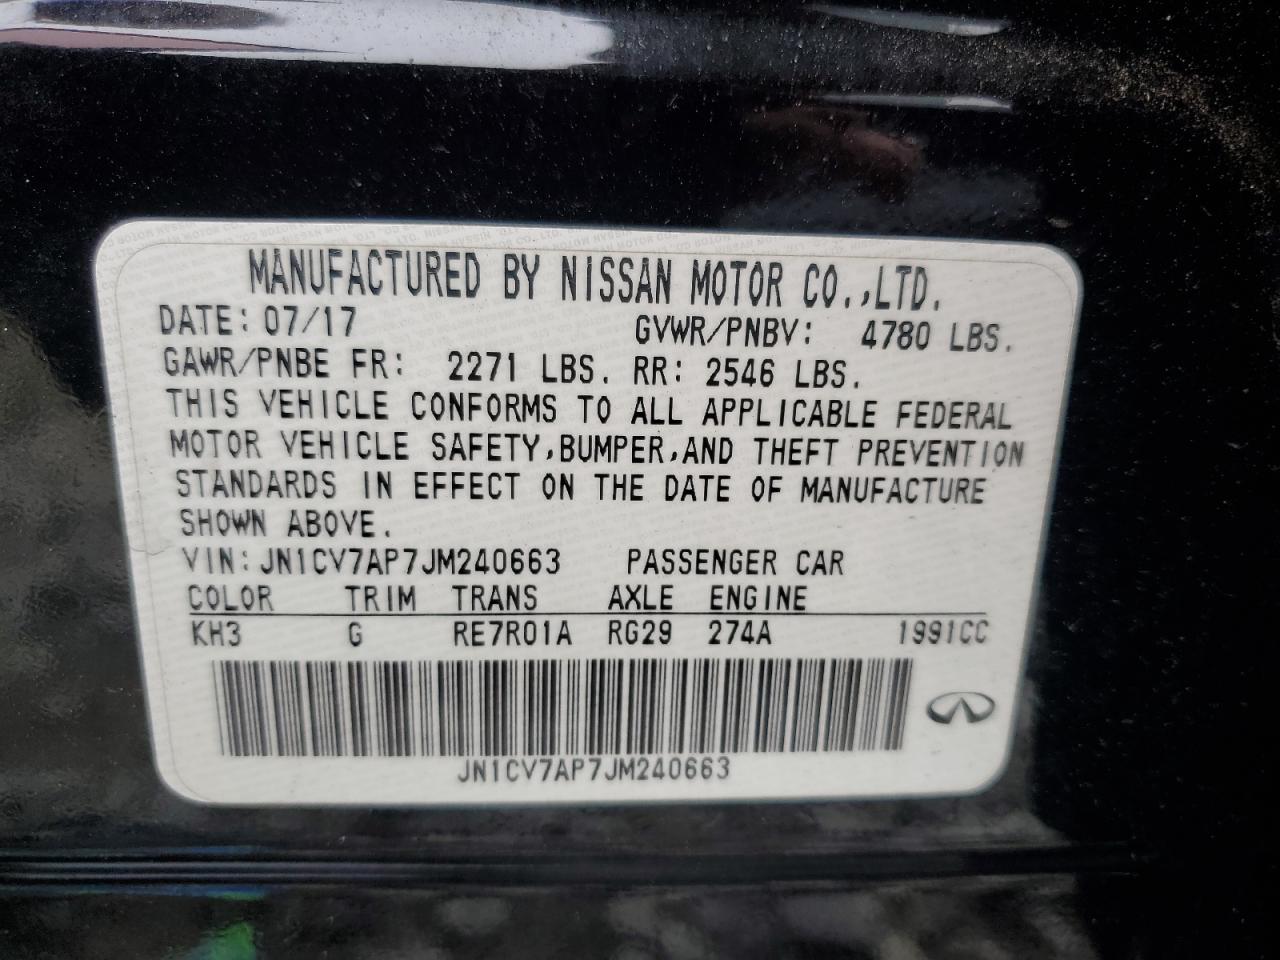 MANUFACTURED BY NISSAN MOTOR CO.,LTD.
DATE: 07/17 GVWR/PNBV: 4780 LBS.
GAWR/PNBE FR: 2271 LBS. RR: 2546 LBS.
THIS VEHICLE CONFORMS TO ALL APPLICABLE FEDERAL
MOTOR VEHICLE SAFETY,BUMPER,AND THEFT PREVENTION
STANDARDS IN EFFECT ON THE DATE OF MANUFACTURE
SHOWN ABOVE.
VIN:JN1CV7AP7JM240663 PASSENGER CAR
COLOR TRIM TRANS AXLE ENGINE
KH3 G RE7R01A RG29 274A 1991CC
JN1CV7AP7JM240663